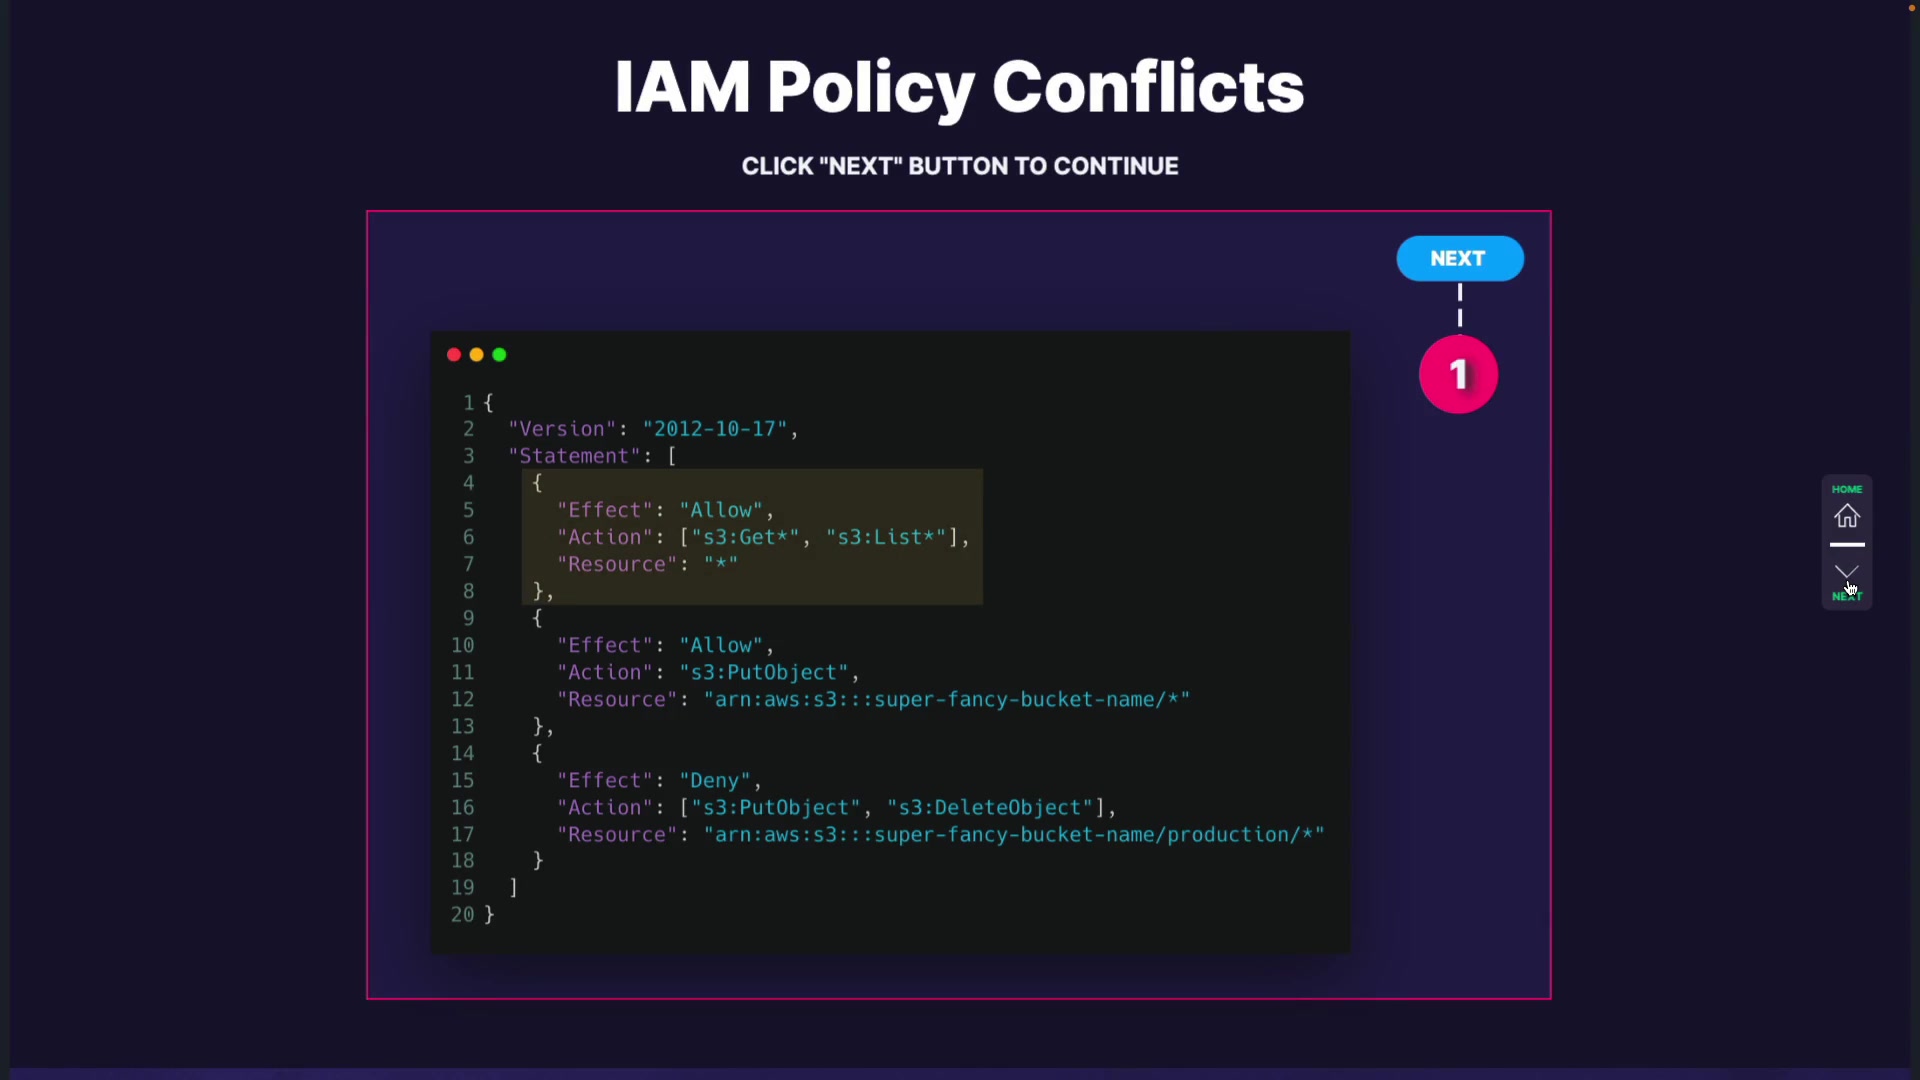 IAM Policy Conflicts
CLICK "NEXT" BUTTON TO CONTINUE
NEXT
1
1 {
2 "Version": "2012-10-17",
3 "Statement": [
4 {
5 "Effect": "Allow",
6 "Action": ["s3:Get*", "s3:List*"],
7 "Resource": "*"
8 },
9 {
10 "Effect": "Allow",
11 "Action": "s3:PutObject",
12 "Resource": "arn:aws:s3:::super-fancy-bucket-name/*"
13 },
14 {
15 "Effect": "Deny",
16 "Action": ["s3:PutObject", "s3:DeleteObject"],
17 "Resource": "arn:aws:s3:::super-fancy-bucket-name/production/*"
18 }
19 ]
20 }
HOME
NEXT